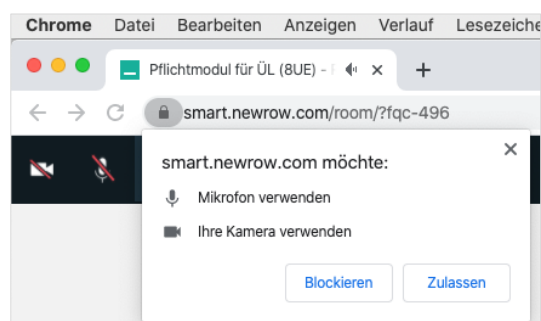 Chrome Datei Bearbeiten Anzeigen Verlauf Lesezeiche
Pflichtmodul für ÜL (8UE) -
smart.newrow.com/room/?fqc-496
smart.newrow.com möchte:
Mikrofon verwenden
Ihre Kamera verwenden
Blockieren Zulassen